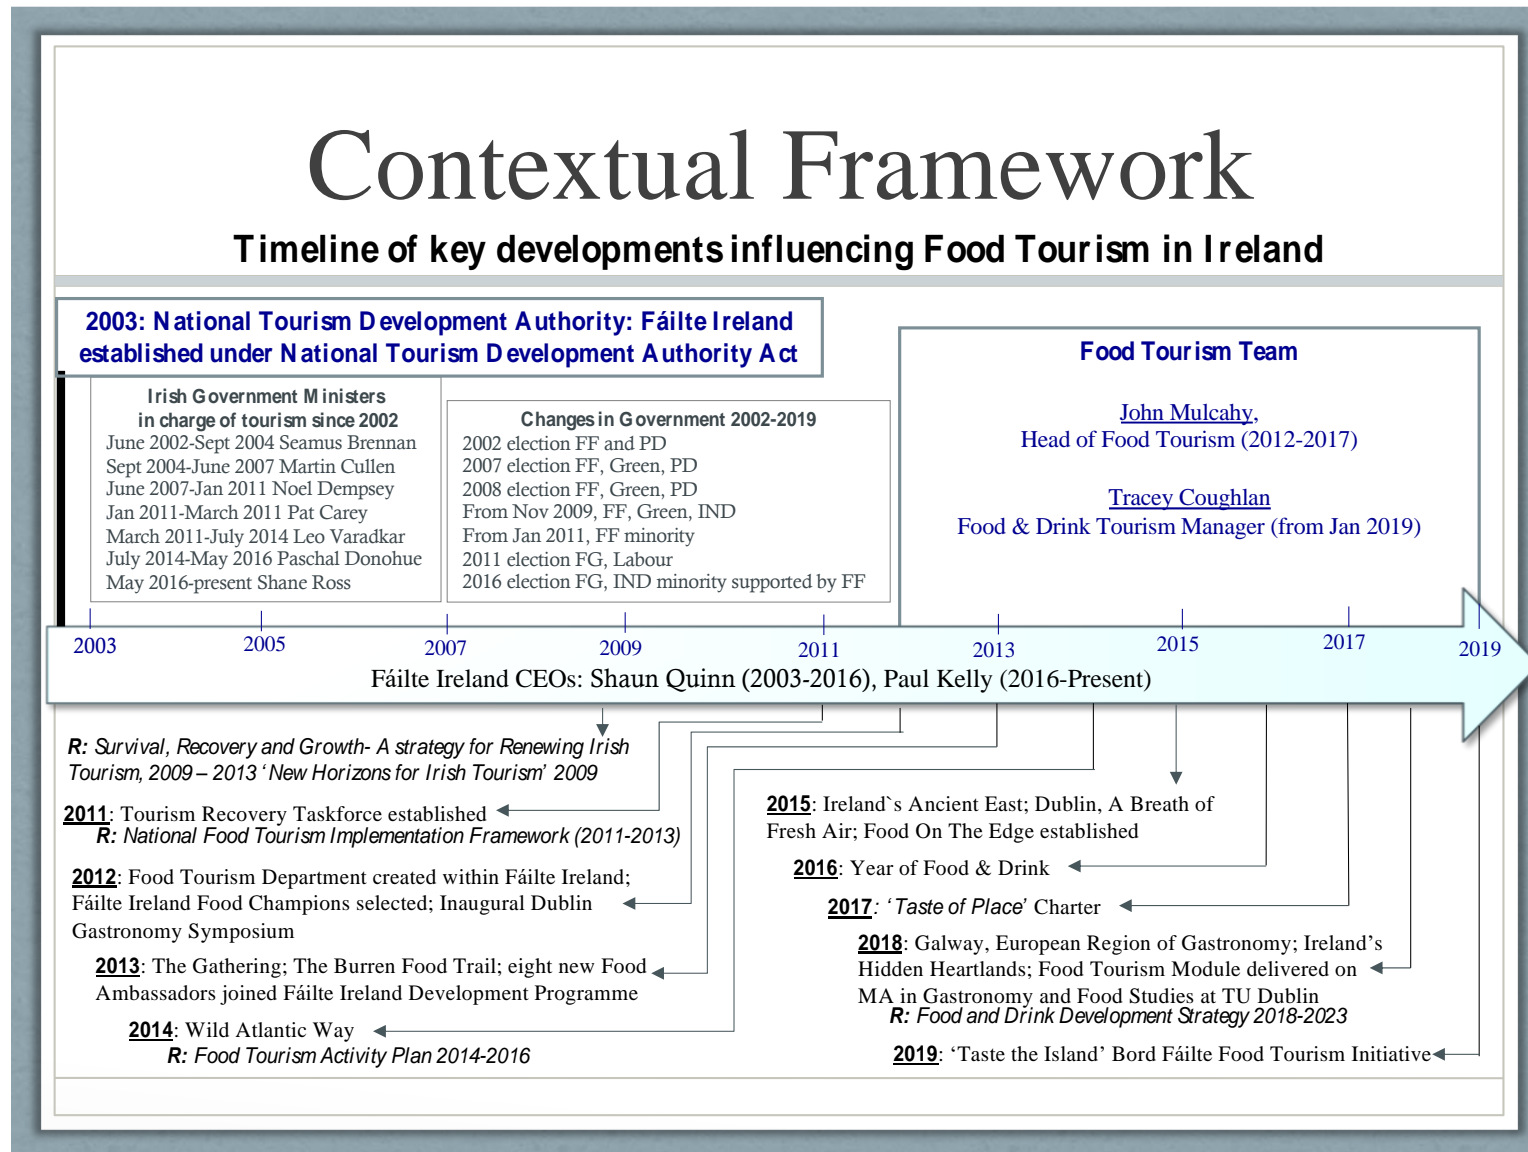 Contextual Framework
Timeline of key developments influencing Food Tourism in Ireland
2003: National Tourism Development Authority: Fáilte Ireland
established under National Tourism Development Authority Act
Irish Government Ministers
in charge of tourism since 2002
June 2002-Sept 2004 Seamus Brennan
Sept 2004-June 2007 Martin Cullen
June 2007-Jan 2011 Noel Dempsey
Jan 2011-March 2011 Pat Carey
March 2011-July 2014 Leo Varadkar
July 2014-May 2016 Paschal Donohue
May 2016-present Shane Ross
Changes in Government 2002-2019
2002 election FF and PD
2007 election FF, Green, PD
2008 election FF, Green, PD
From Nov 2009, FF, Green, IND
From Jan 2011, FF minority
2011 election FG, Labour
2016 election FG, IND minority supported by FF
Food Tourism Team
John Mulcahy,
Head of Food Tourism (2012-2017)
Tracey Coughlan
Food & Drink Tourism Manager (from Jan 2019)
2003 2005 2007 2009 2011 2013 2015 2017 2019
Fáilte Ireland CEOs: Shaun Quinn (2003-2016), Paul Kelly (2016-Present)
R: Survival, Recovery and Growth- A strategy for Renewing Irish
Tourism, 2009 – 2013 ‘New Horizons for Irish Tourism’ 2009
2011: Tourism Recovery Taskforce established
R: National Food Tourism Implementation Framework (2011-2013)
2012: Food Tourism Department created within Fáilte Ireland;
Fáilte Ireland Food Champions selected; Inaugural Dublin
Gastronomy Symposium
2013: The Gathering; The Burren Food Trail; eight new Food
Ambassadors joined Fáilte Ireland Development Programme
2014: Wild Atlantic Way
R: Food Tourism Activity Plan 2014-2016
2015: Ireland`s Ancient East; Dublin, A Breath of
Fresh Air; Food On The Edge established
2016: Year of Food & Drink
2017: ‘Taste of Place’ Charter
2018: Galway, European Region of Gastronomy; Ireland’s
Hidden Heartlands; Food Tourism Module delivered on
MA in Gastronomy and Food Studies at TU Dublin
R: Food and Drink Development Strategy 2018-2023
2019: ‘Taste the Island’ Bord Fáilte Food Tourism Initiative